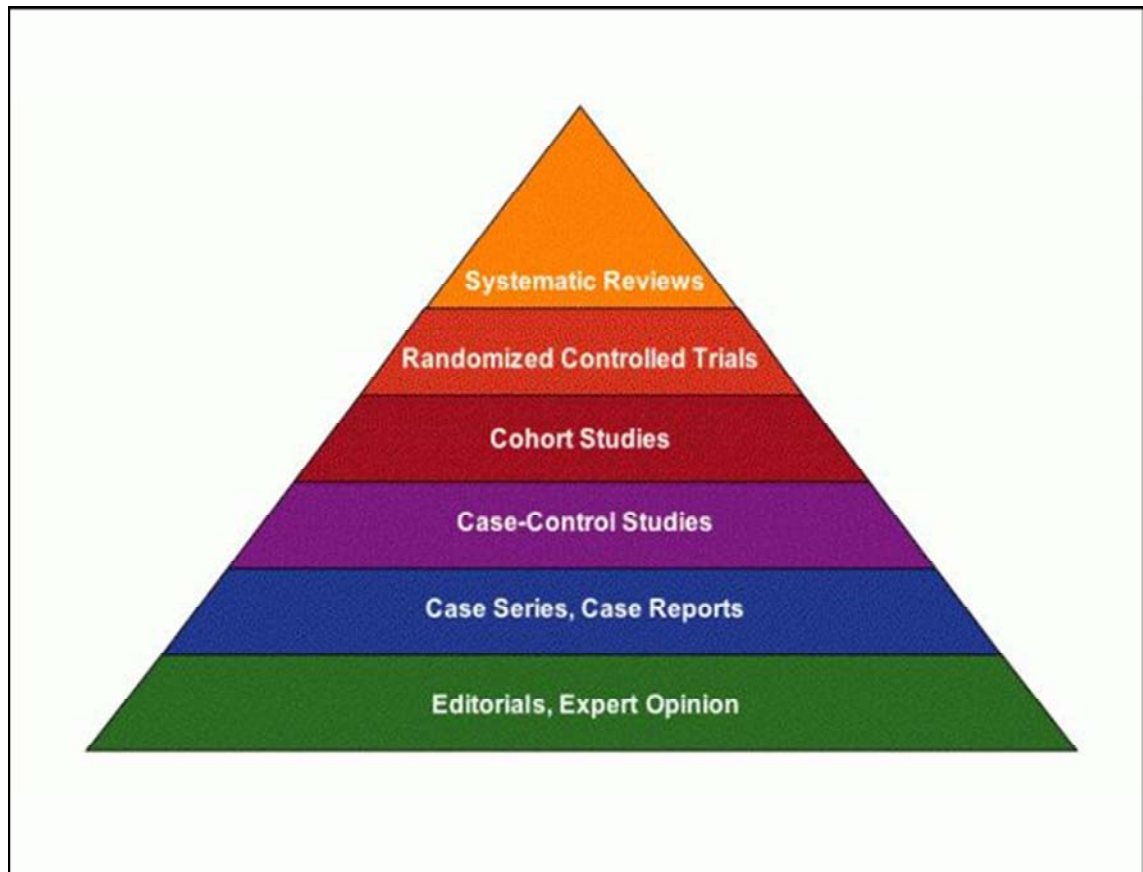 Systematic Reviews
Randomized Controlled Trials
Cohort Studies
Case-Control Studies
Case Series, Case Reports
Editorials, Expert Opinion